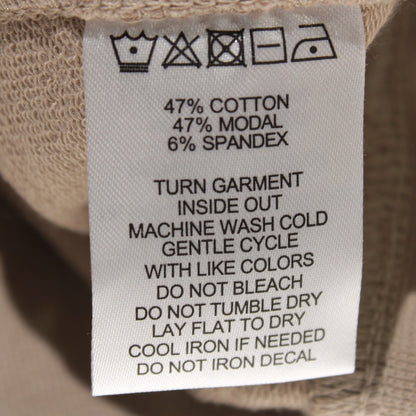 47% COTTON
47% MODAL
6% SPANDEX
TURN GARMENT
INSIDE OUT
MACHINE WASH COLD
GENTLE CYCLE
WITH LIKE COLORS
DO NOT BLEACH
DO NOT TUMBLE DRY
LAY FLAT TO DRY
COOL IRON IF NEEDED
DO NOT IRON DECAL